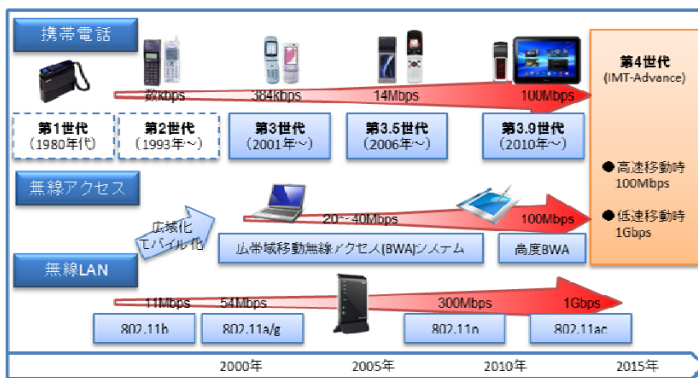 携帯電話
数kbps
384kbps
14Mbps
100Mbps
第1世代
(1980年代)
第2世代
(1993年～)
第3世代
(2001年～)
第3.5世代
(2006年～)
第3.9世代
(2010年～)
第4世代
(IMT-Advance)
●高速移動時
100Mbps
●低速移動時
1Gbps
無線アクセス
広域化
モバイル化
20～40Mbps
100Mbps
広帯域移動無線アクセス(BWA)システム
高度BWA
無線LAN
11Mbps
54Mbps
300Mbps
1Gbps
802.11b
802.11a/g
802.11n
802.11ac
2000年
2005年
2010年
2015年